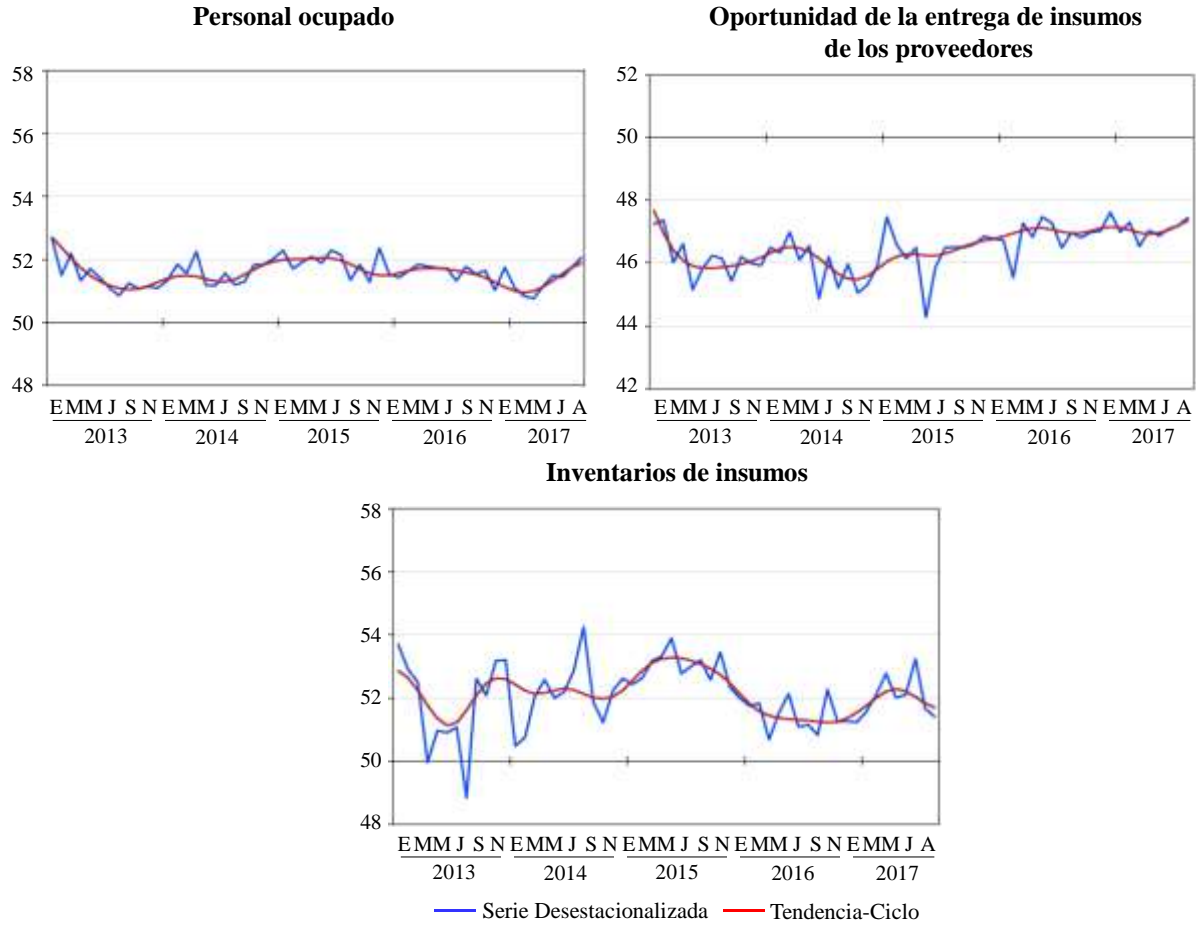 Personal ocupado
58
56
54
52
50
48
E M M J S N E M M J S N E M M J S N E M M J S N E M M J A
2013 2014 2015 2016 2017
Oportunidad de la entrega de insumos
de los proveedores
52
50
48
46
44
42
E M M J S N E M M J S N E M M J S N E M M J S N E M M J A
2013 2014 2015 2016 2017
Inventarios de insumos
58
56
54
52
50
48
E M M J S N E M M J S N E M M J S N E M M J S N E M M J A
2013 2014 2015 2016 2017
Serie Desestacionalizada Tendencia-Ciclo